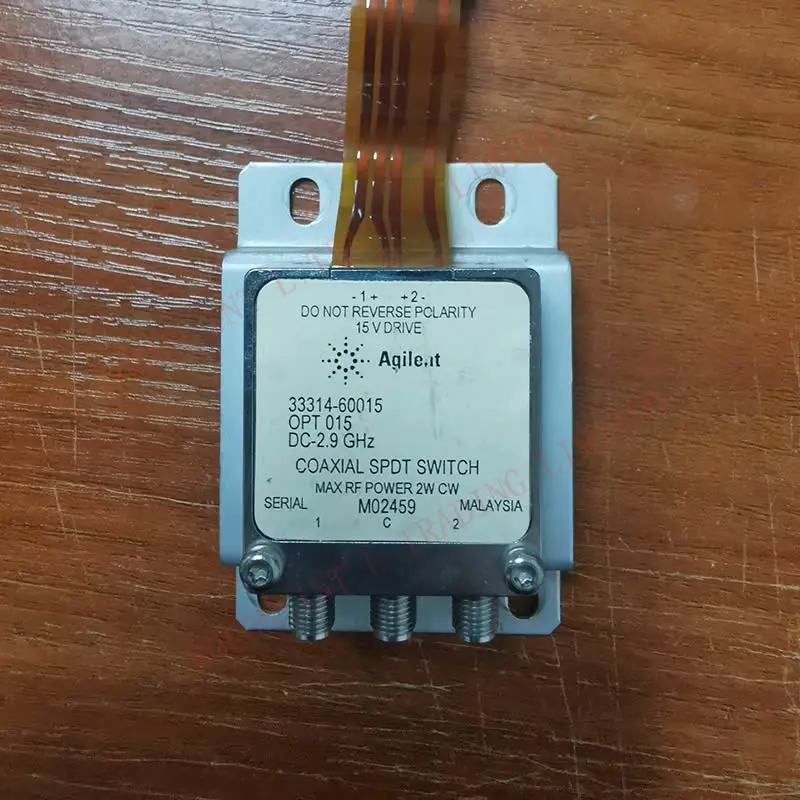 - 1 + + 2 -
DO NOT REVERSE POLARITY
15 V DRIVE
Agilent
33314-60015
OPT 015
DC-2.9 GHz
COAXIAL SPDT SWITCH
MAX RF POWER 2W CW
SERIAL M02459 MALAYSIA
1 C 2